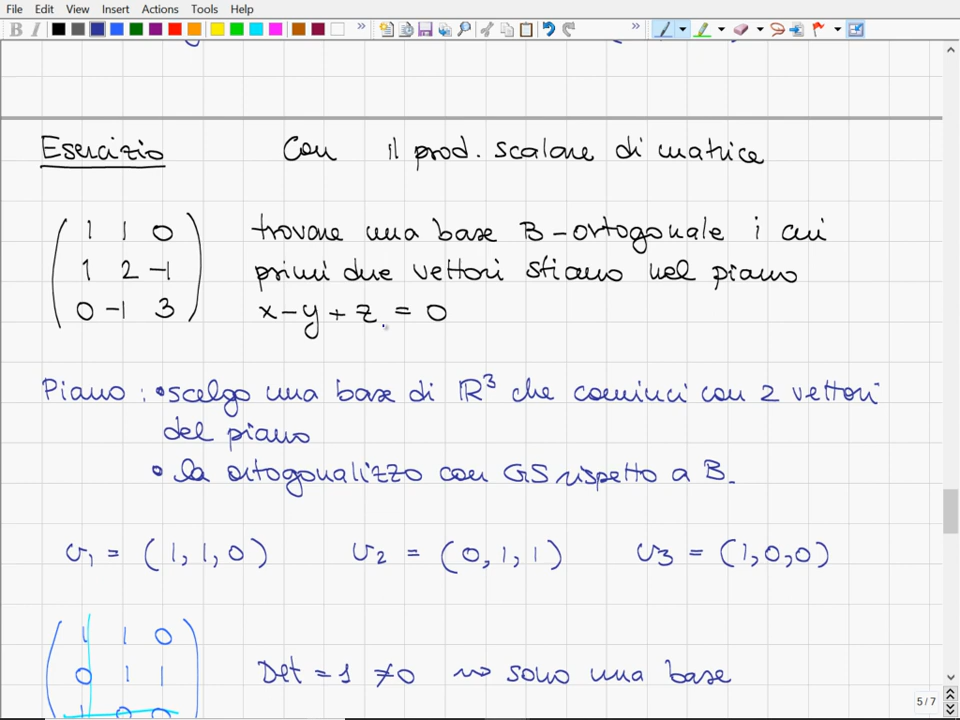 File Edit View Insert Actions Tools Help
B I
Esercizio Con il prod. scalare di matrice
1 1 0 trovare una base B-ortogonale i cui
1 2 -1 primi due vettori stiano nel piano
0 -1 3 x-y+z = 0
Piano : • scelgo una base di ℝ³ che cominci con 2 vettori
del piano
• la ortogonalizzo con GS rispetto a B.
v₁ = (1,1,0) v₂ = (0,1,1) v₃ = (1,0,0)
1 1 0
0 1 1 Det = 1 ≠0 ⇝ sono una base
1 0 0
5 / 7